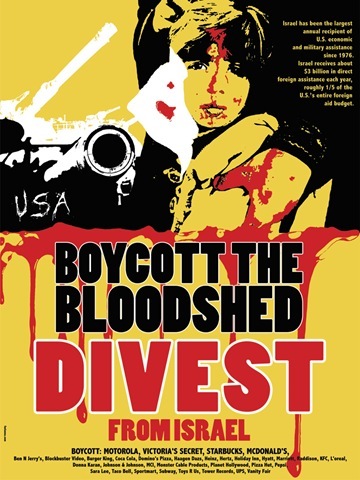 Israel has been the largest
annual recipient of
U.S. economic
and military assistance
since 1976.
Israel receives about
$3 billion in direct
foreign assistance each year,
roughly 1/5 of the
U.S.'s entire foreign
aid budget.
USA
BOYCOTT THE
BLOODSHED
DIVEST
FROM ISRAEL
BOYCOTT: MOTOROLA, VICTORIA'S SECRET, STARBUCKS, MCDONALD'S,
Ben N Jerry's, Blockbuster Video, Burger King, Coca Cola, Domino's Pizza, Haagen Dazs, Heinz, Hertz, Holiday Inn, Hyatt, Marriott, Raddison, KFC, L'oreal,
Donna Karan, Johnson & Johnson, MCI, Monster Cable Products, Planet Hollywood, Pizza Hut, Pepsi
Sara Lee, Taco Bell, Sportmart, Subway, Toys R Us, Tower Records, UPS, Vanity Fair